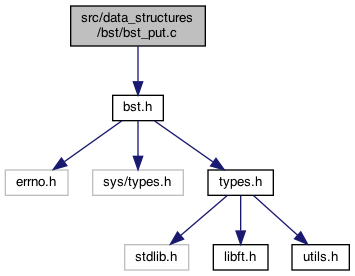 src/data_structures
/bst/bst_put.c
bst.h
errno.h
sys/types.h
types.h
stdlib.h
libft.h
utils.h